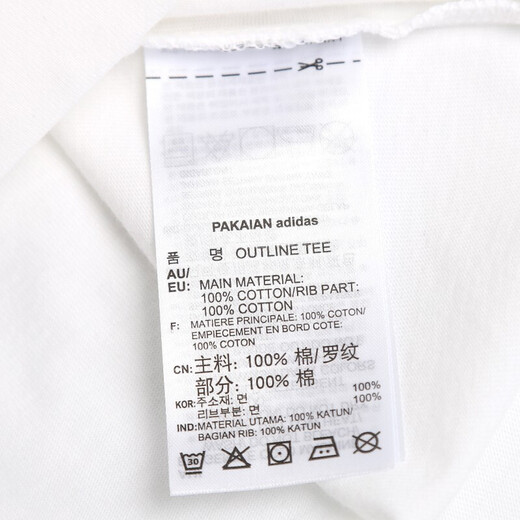 PAKAIAN adidas
품 명 OUTLINE TEE
AU/
EU: MAIN MATERIAL:
100% COTTON/RIB PART:
100% COTTON
F: MATIERE PRINCIPALE: 100% COTON/
EMPIECEMENT EN BORD COTE:
100% COTON
CN: 主料: 100% 棉/罗纹
部分: 100% 棉
KOR: 주소재: 면 100%
리브부분: 면 100%
IND: MATERIAL UTAMA: 100% KATUN/
BAGIAN RIB: 100% KATUN
30